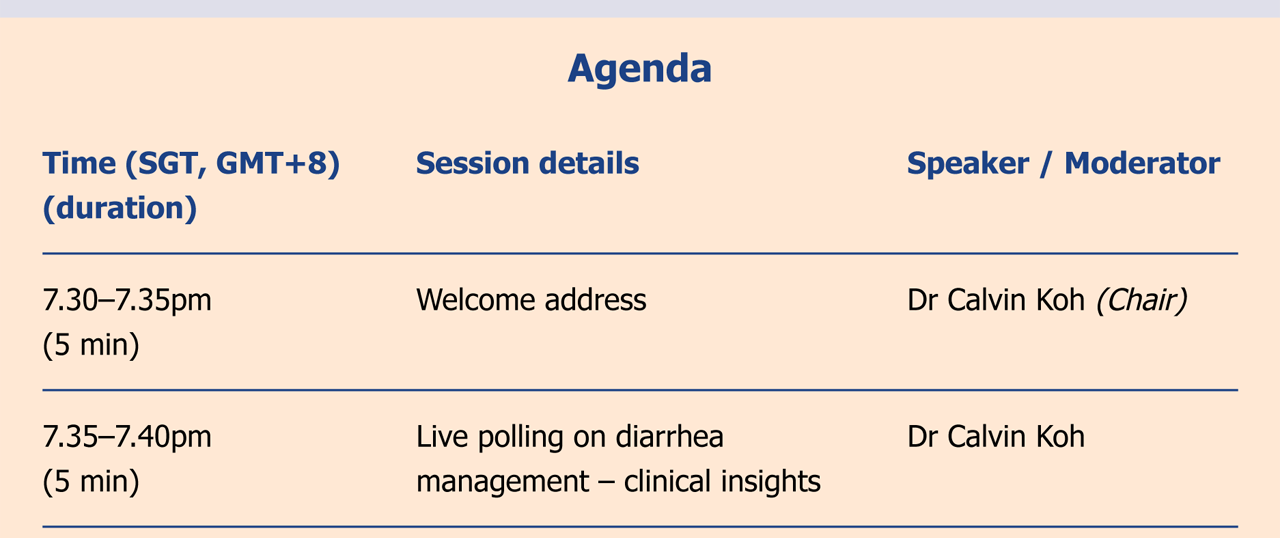 Agenda
Time (SGT, GMT+8)
(duration)
Session details
Speaker / Moderator
7.30–7.35pm
(5 min)
Welcome address
Dr Calvin Koh (Chair)
7.35–7.40pm
(5 min)
Live polling on diarrhea
management – clinical insights
Dr Calvin Koh